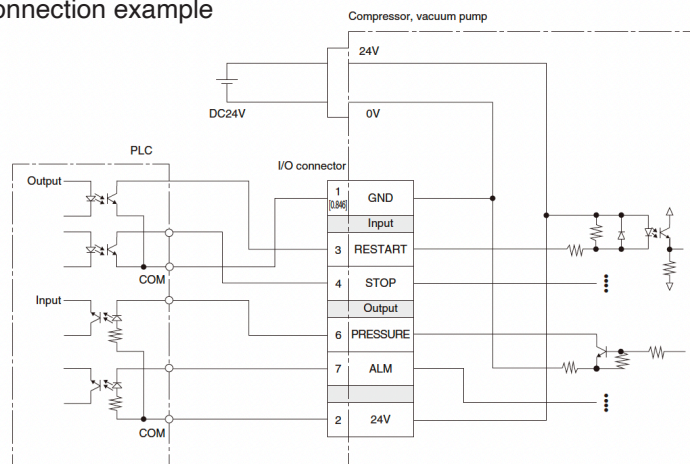 onnection example
Compressor, vacuum pump
24V
DC24V
0V
PLC
I/O connector
Output
1
[0.846]
GND
Input
3 RESTART
COM
4 STOP
Input
Output
6 PRESSURE
7 ALM
2 24V
COM